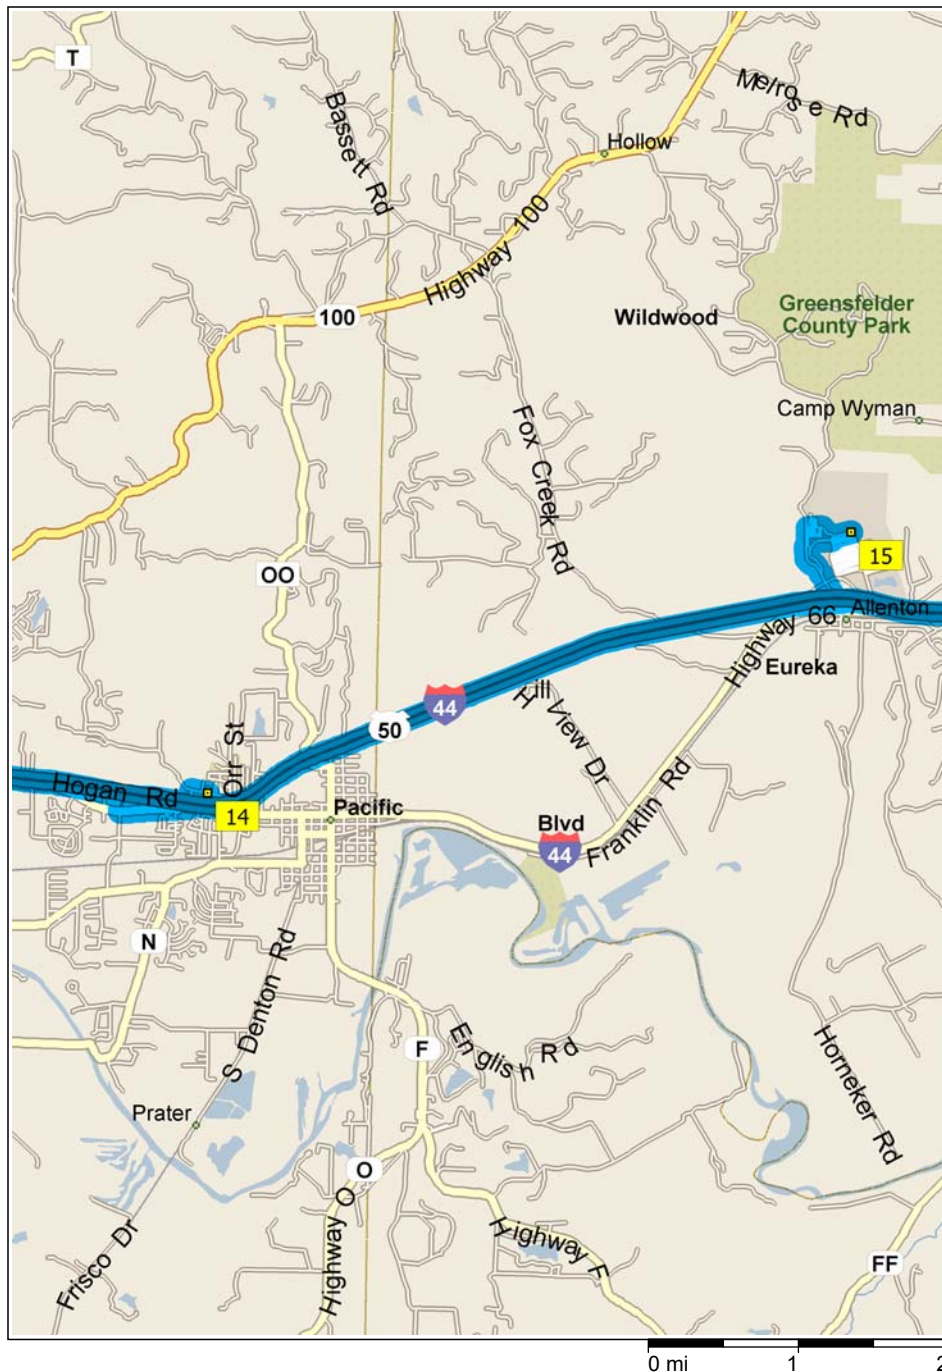 T
Melrose Rd
Bassett Rd
Hollow
Highway 100
100
Wildwood
Greensfelder
County Park
Camp Wyman
Fox Creek Rd
OO
15
Allenton
Highway 66
Eureka
44
50
Hill View Dr
Orr St
Hogan Rd
14
Pacific
Blvd
44
Franklin Rd
N
S Denton Rd
F
English Rd
Horneker Rd
Prater
O
Highway O
Highway F
Frisco Dr
FF
0 mi 1 2